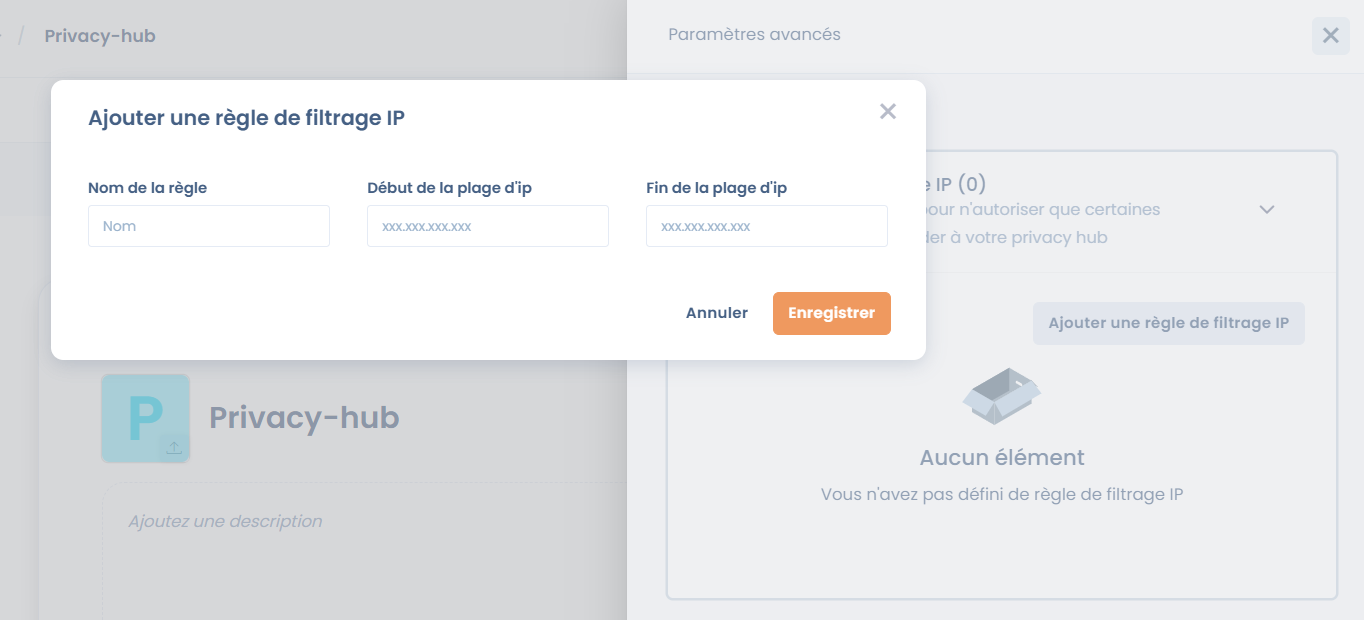 / Privacy-hub
Paramètres avancés
Ajouter une règle de filtrage IP
Nom de la règle
Début de la plage d'ip
Fin de la plage d'ip
Nom
xxx.xxx.xxx.xxx
xxx.xxx.xxx.xxx
Annuler
Enregistrer
IP (0)
pour n'autoriser que certaines
à votre privacy hub
Ajouter une règle de filtrage IP
P
Privacy-hub
Ajoutez une description
Aucun élément
Vous n'avez pas défini de règle de filtrage IP